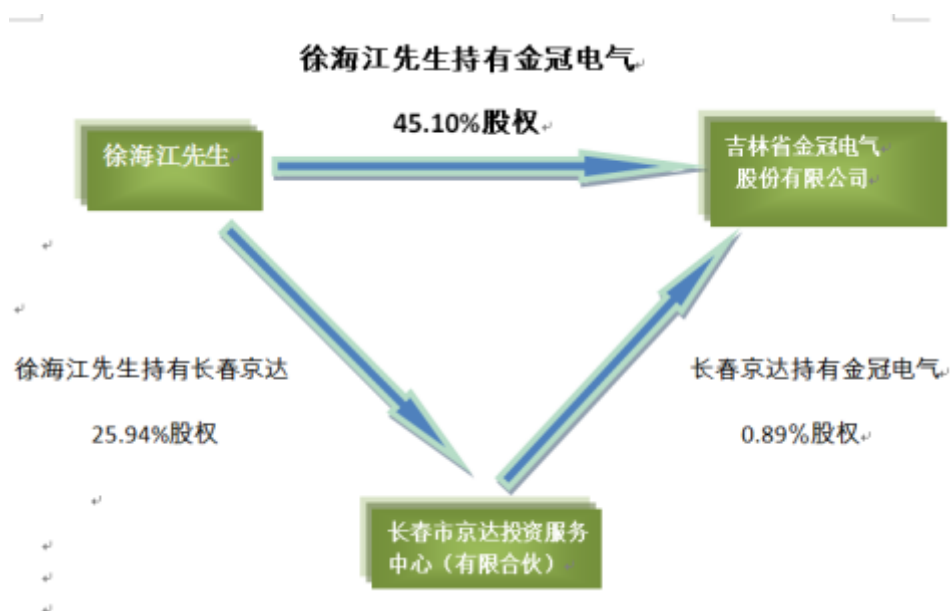 徐海江先生持有金冠电气
45.10%股权
徐海江先生
吉林省金冠电气
股份有限公司
徐海江先生持有长春京达
25.94%股权
长春京达持有金冠电气
0.89%股权
长春市京达投资服务
中心（有限合伙）